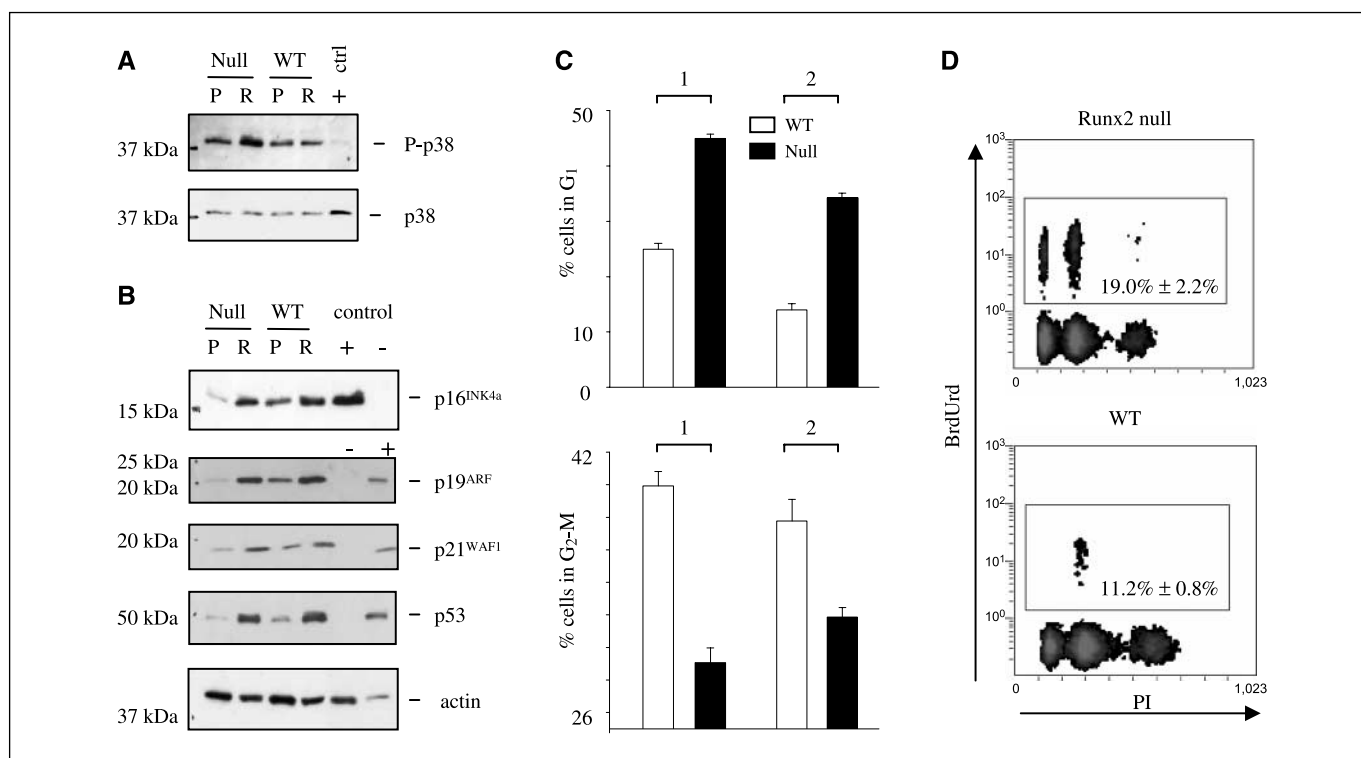 A
Null WT ctrl
P R P R +
37 kDa – P-p38
37 kDa – p38
B
Null WT control
P R P R + -
15 kDa – p16INK4a
- +
25 kDa
20 kDa – p19ARF
20 kDa – p21WAF1
50 kDa – p53
37 kDa – actin
C
1 2
50
WT
Null
% cells in G1
10
0
1 2
42
% cells in G2-M
26
D
Runx2 null
10³
10²
10¹
10⁰
19.0% ± 2.2%
0 1,023
BrdUrd
WT
10³
10²
10¹
10⁰
11.2% ± 0.8%
0 1,023
PI